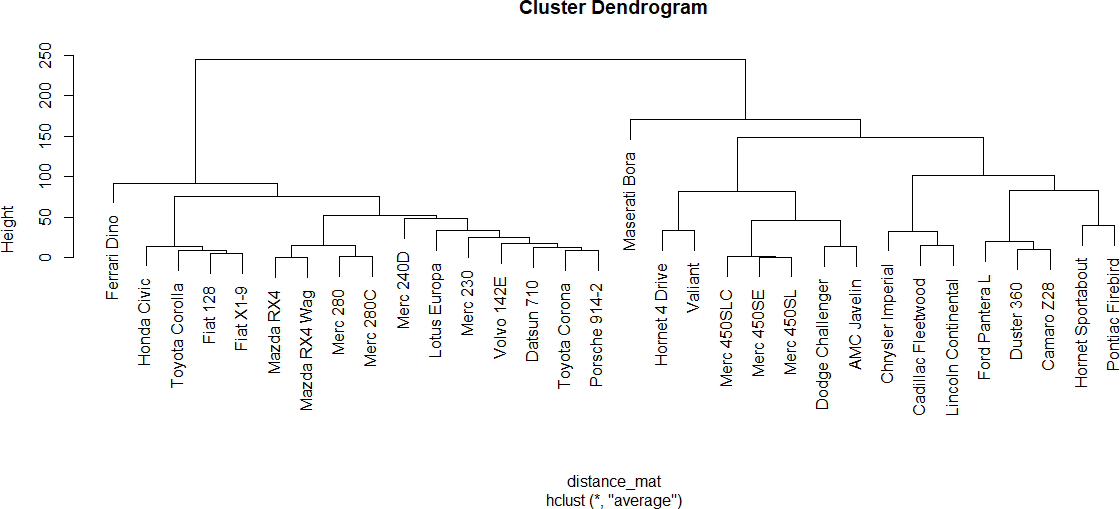 Cluster Dendrogram
Height
250
200
150
100
50
0
Ferrari Dino
Honda Civic
Toyota Corolla
Fiat 128
Fiat X1-9
Mazda RX4
Mazda RX4 Wag
Merc 280
Merc 280C
Merc 240D
Lotus Europa
Merc 230
Volvo 142E
Datsun 710
Toyota Corona
Porsche 914-2
Maserati Bora
Hornet 4 Drive
Valiant
Merc 450SLC
Merc 450SE
Merc 450SL
Dodge Challenger
AMC Javelin
Chrysler Imperial
Cadillac Fleetwood
Lincoln Continental
Ford Pantera L
Duster 360
Camaro Z28
Hornet Sportabout
Pontiac Firebird
distance_mat
hclust (*, "average")